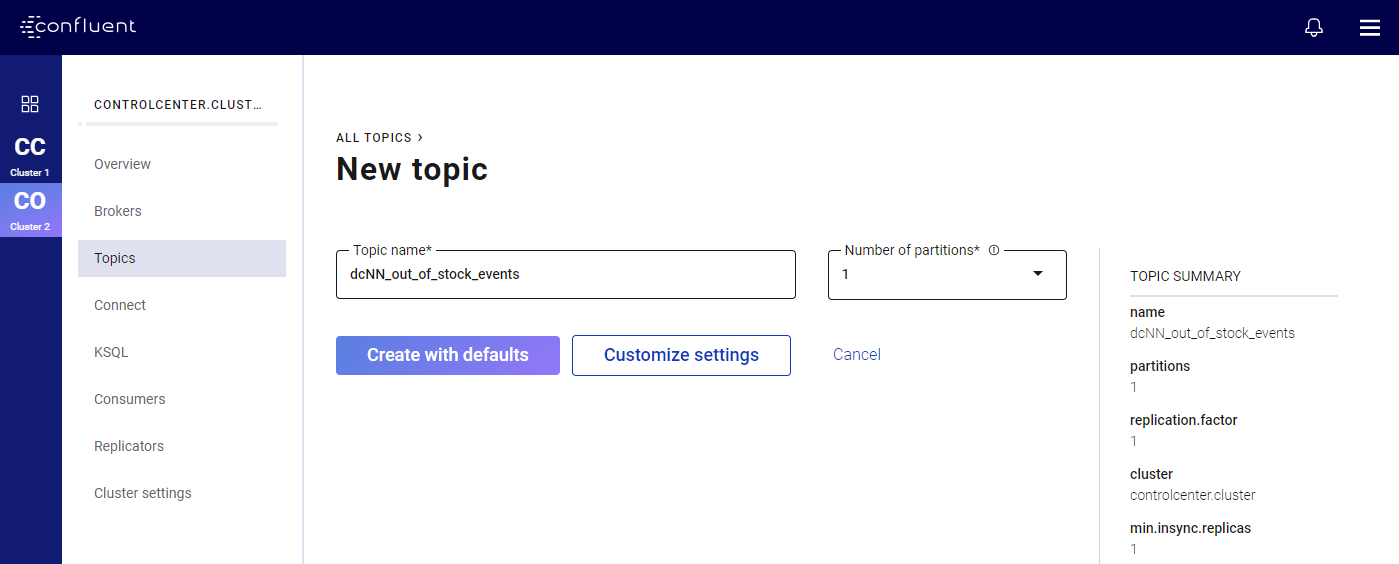 confluent
CC
Cluster 1
CO
Cluster 2
CONTROLCENTER.CLUST...
Overview
Brokers
Topics
Connect
KSQL
Consumers
Replicators
Cluster settings
ALL TOPICS ›
New topic
Topic name*
dcNN_out_of_stock_events
Number of partitions*
1
Create with defaults
Customize settings
Cancel
TOPIC SUMMARY
name
dcNN_out_of_stock_events
partitions
1
replication.factor
1
cluster
controlcenter.cluster
min.insync.replicas
1